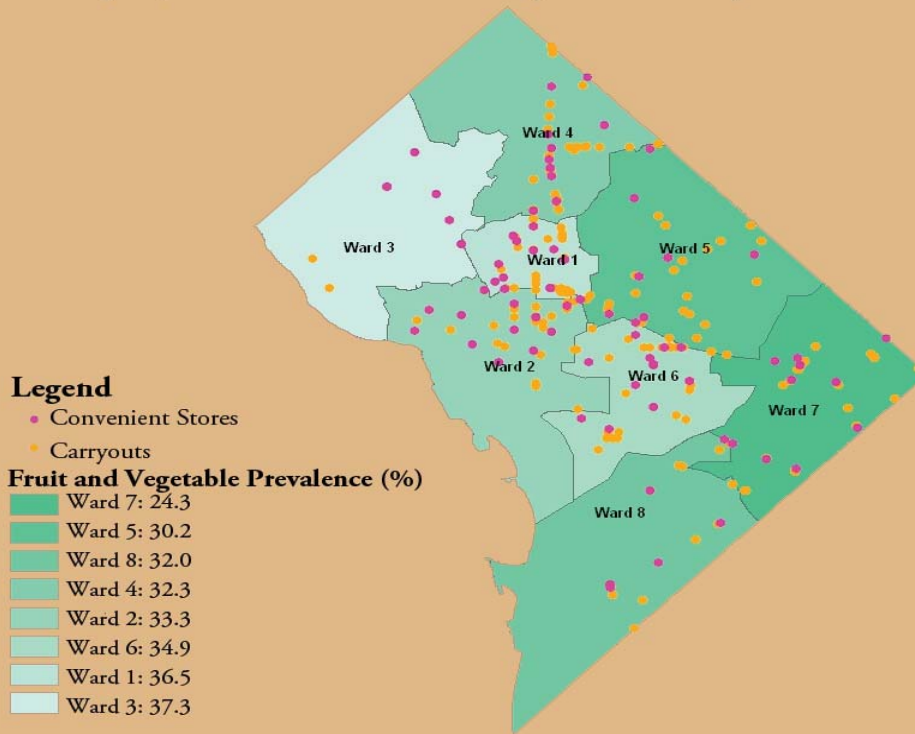 Ward 4
Ward 3
Ward 5
Ward 1
Ward 2
Ward 6
Ward 7
Ward 8
Legend
Convenient Stores
Carryouts
Fruit and Vegetable Prevalence (%)
Ward 7: 24.3
Ward 5: 30.2
Ward 8: 32.0
Ward 4: 32.3
Ward 2: 33.3
Ward 6: 34.9
Ward 1: 36.5
Ward 3: 37.3